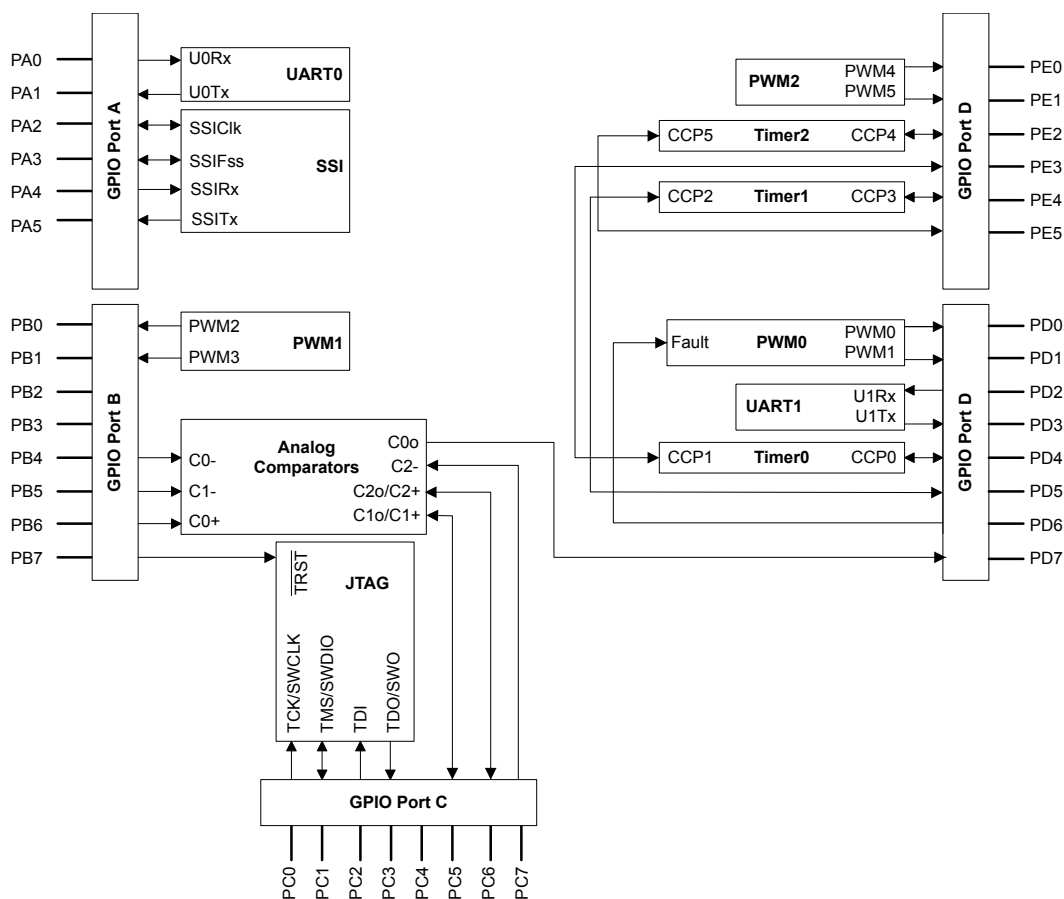 PA0
PA1
PA2
PA3
PA4
PA5
GPIO Port A
U0Rx
U0Tx
UART0
SSIClk
SSIFss
SSIRx
SSITx
SSI
PB0
PB1
PB2
PB3
PB4
PB5
PB6
PB7
GPIO Port B
PWM2
PWM3
PWM1
Analog
Comparators
C0-
C1-
C0+
C0o
C2-
C2o/C2+
C1o/C1+
TRST
JTAG
TCK/SWCLK
TMS/SWDIO
TDI
TDO/SWO
GPIO Port C
PC0
PC1
PC2
PC3
PC4
PC5
PC6
PC7
PWM2
PWM4
PWM5
CCP5
Timer2
CCP4
CCP2
Timer1
CCP3
GPIO Port D
PE0
PE1
PE2
PE3
PE4
PE5
Fault
PWM0
PWM0
PWM1
UART1
U1Rx
U1Tx
CCP1
Timer0
CCP0
GPIO Port D
PD0
PD1
PD2
PD3
PD4
PD5
PD6
PD7